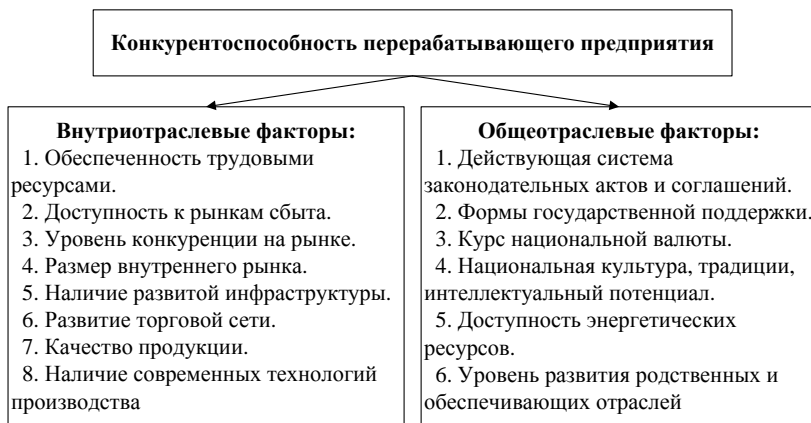 Конкурентоспособность перерабатывающего предприятия
Внутриотраслевые факторы:
1. Обеспеченность трудовыми
ресурсами.
2. Доступность к рынкам сбыта.
3. Уровень конкуренции на рынке.
4. Размер внутреннего рынка.
5. Наличие развитой инфраструктуры.
6. Развитие торговой сети.
7. Качество продукции.
8. Наличие современных технологий
производства
Общеотраслевые факторы:
1. Действующая система
законодательных актов и соглашений.
2. Формы государственной поддержки.
3. Курс национальной валюты.
4. Национальная культура, традиции,
интеллектуальный потенциал.
5. Доступность энергетических
ресурсов.
6. Уровень развития родственных и
обеспечивающих отраслей